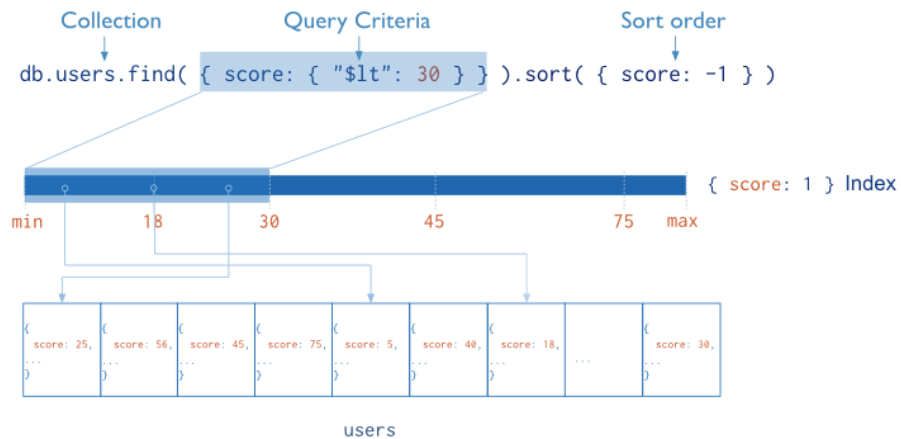 Collection Query Criteria Sort order
db.users.find( { score: { "$lt": 30 } } ).sort( { score: -1 } )
{ score: 1 } Index
min 18 30 45 75 max
{ { { { { { { {
score: 25, score: 56, score: 45, score: 75, score: 5, score: 40, score: 18, score: 30,
... ... ... ... ... ... ... ... ...
} } } } } } } }
users